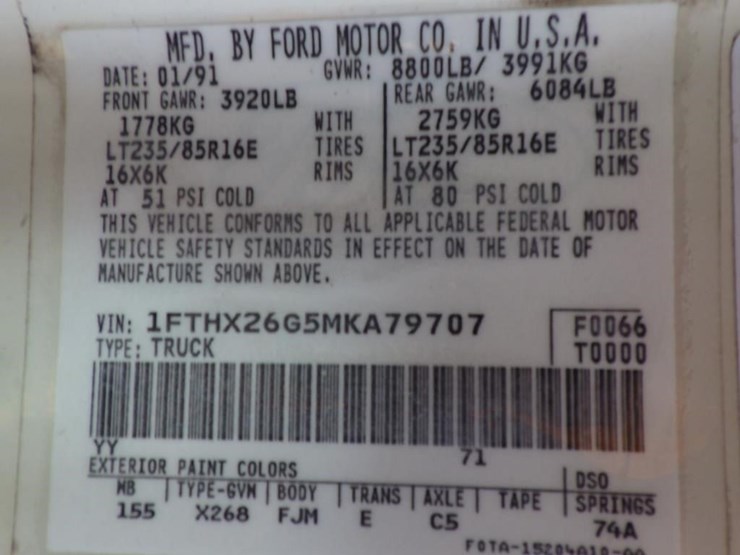 MFD. BY FORD MOTOR CO. IN U.S.A.
DATE: 01/91 GVWR: 8800LB/ 3991KG
FRONT GAWR: 3920LB REAR GAWR: 6084LB
1778KG WITH 2759KG WITH
LT235/85R16E TIRES LT235/85R16E TIRES
16X6K RIMS 16X6K RIMS
AT 51 PSI COLD AT 80 PSI COLD
THIS VEHICLE CONFORMS TO ALL APPLICABLE FEDERAL MOTOR
VEHICLE SAFETY STANDARDS IN EFFECT ON THE DATE OF
MANUFACTURE SHOWN ABOVE.
VIN: 1FTHX26G5MKA79707 F0066
TYPE: TRUCK T0000
YY 71
EXTERIOR PAINT COLORS DSO
WB TYPE-GVW BODY TRANS AXLE TAPE SPRINGS
155 X268 FJM E C5 74A